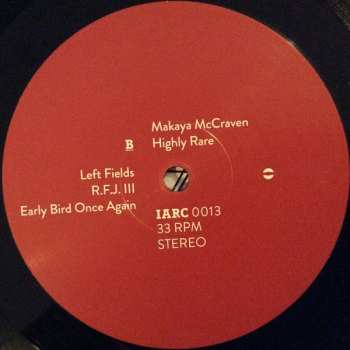 Makaya McCraven
B Highly Rare
Left Fields
R.F.J. III
Early Bird Once Again
IARC 0013
33 RPM
STEREO